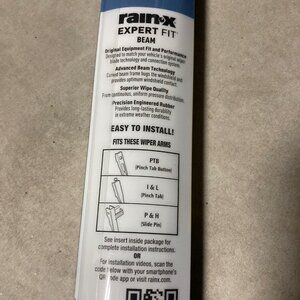 rain-x
EXPERT FIT
BEAM
Original Equipment Fit and Performance
Designed to match your vehicle's original wiper
blade technology and connection system.
Advanced Beam Technology
Curved beam frame hugs the windshield and
provides optimum windshield contact.
Superior Wipe Quality
From continuous, uniform pressure distribution.
Precision Engineered Rubber
Provides long-lasting durability
in extreme weather conditions.
EASY TO INSTALL!
FITS THESE WIPER ARMS
PTB
(Pinch Tab Button)
I & L
(Pinch Tab)
P & H
(Side Pin)
See insert inside package for
complete installation instructions.
OR
For installation videos, scan the
code below with your smartphone's
QR code app or visit rainx.com.